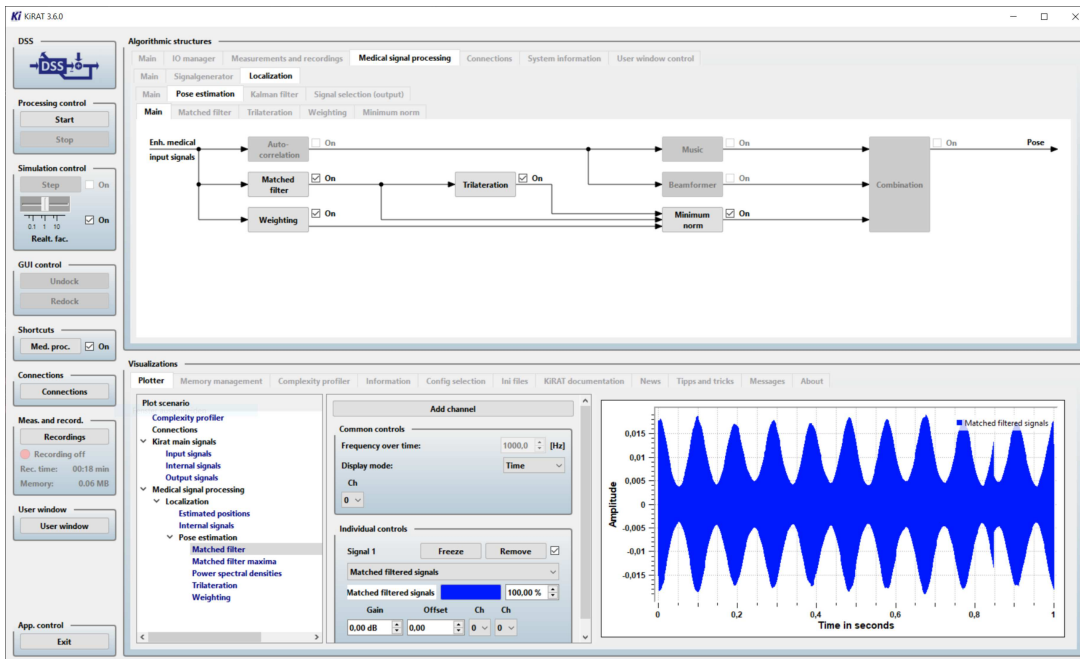 Ki KiRAT 3.6.0
DSS
DSS
Processing control
Start
Stop
Simulation control
Step On
On
0.1 1 10
Realt. fac.
GUI control
Undock
Redock
Shortcuts
Med. proc. On
Connections
Connections
Meas. and record.
Recordings
Recording off
Rec. time: 00:18 min
Memory: 0.06 MB
User window
User window
App. control
Exit
Algorithmic structures
Main IO manager Measurements and recordings Medical signal processing Connections System information User window control
Main Signalgenerator Localization
Main Pose estimation Kalman filter Signal selection (output)
Main Matched filter Trilateration Weighting Minimum norm
Enh. medical
input signals
Auto-
correlation
On
Music
On
On
Pose
Matched
filter
On
Trilateration
On
Beamformer
On
Combination
Weighting
On
Minimum
norm
On
Visualizations
Plotter Memory management Complexity profiler Information Config selection Ini files KiRAT documentation News Tipps and tricks Messages About
Plot scenario
Complexity profiler
Connections
Kirat main signals
Input signals
Internal signals
Output signals
Medical signal processing
Localization
Estimated positions
Internal signals
Pose estimation
Matched filter
Matched filter maxima
Power spectral densities
Trilateration
Weighting
Add channel
Common controls
Frequency over time: 1000,0 [Hz]
Display mode: Time
Ch
0
Individual controls
Signal 1 Freeze Remove
Matched filtered signals
Matched filtered signals 100,00 %
Gain Offset Ch Ch
0,00 dB 0,00 0 0
Matched filtered signals
Amplitude
0,015
0,01
0,005
0
-0,005
-0,01
-0,015
0 0,2 0,4 0,6 0,8 1
Time in seconds